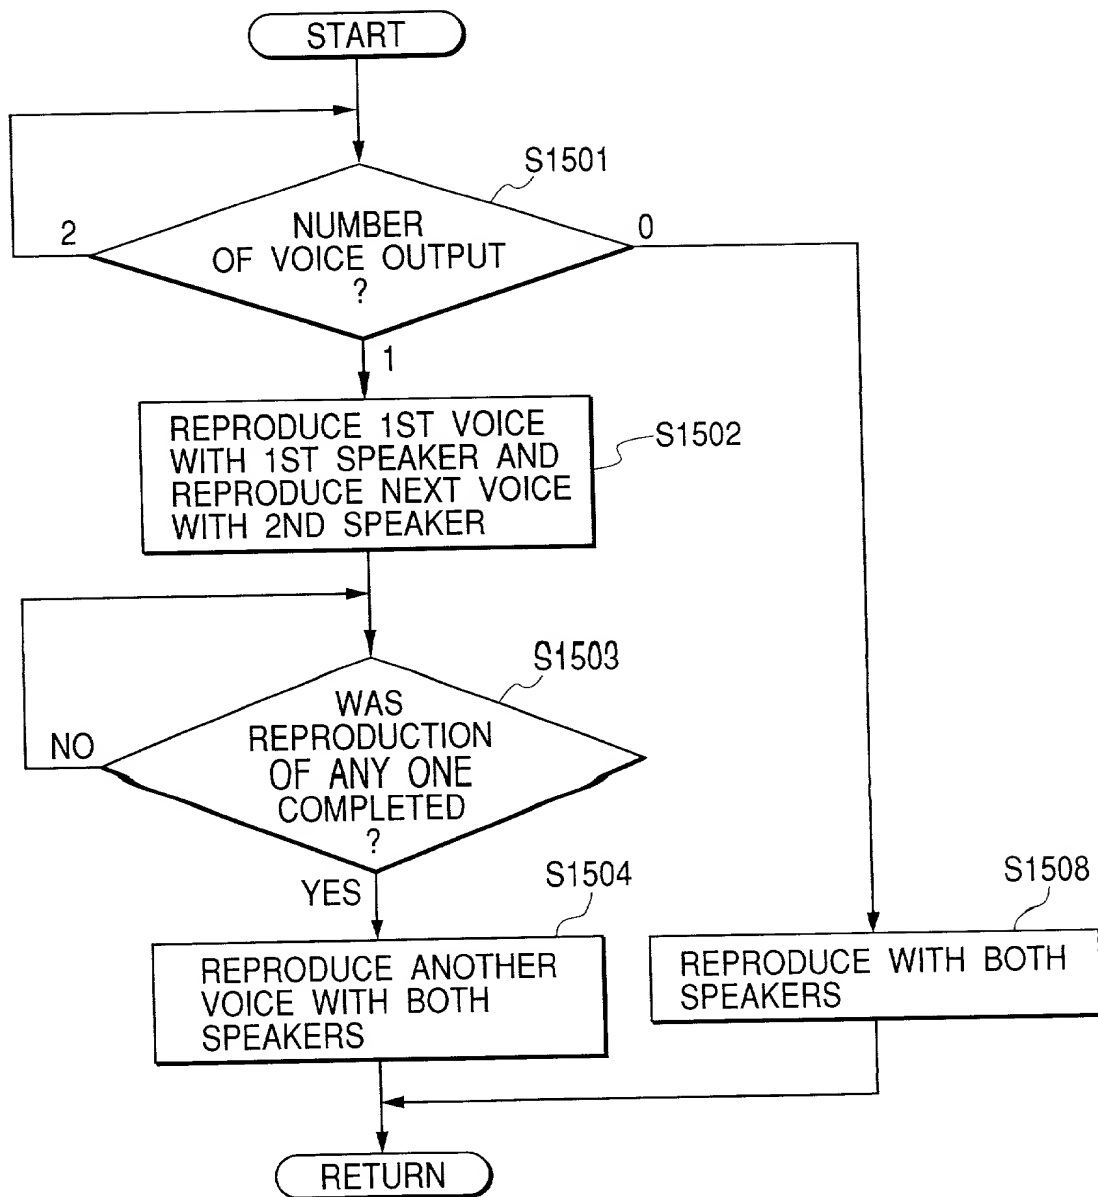 START
S1501
NUMBER
OF VOICE OUTPUT
?
2
0
1
REPRODUCE 1ST VOICE
WITH 1ST SPEAKER AND
REPRODUCE NEXT VOICE
WITH 2ND SPEAKER
S1502
S1503
WAS
REPRODUCTION
OF ANY ONE
COMPLETED
?
NO
YES
S1504
REPRODUCE ANOTHER
VOICE WITH BOTH
SPEAKERS
S1508
REPRODUCE WITH BOTH
SPEAKERS
RETURN